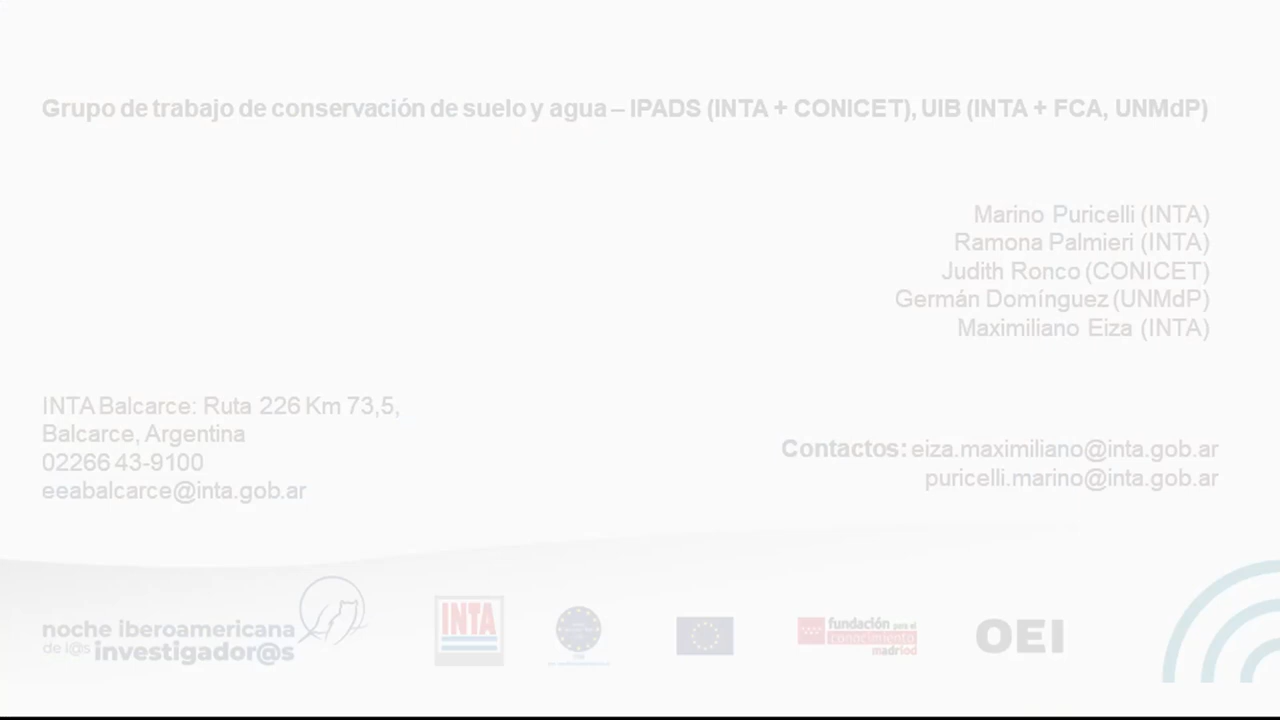 Grupo de trabajo de conservación de suelo y agua – IPADS (INTA + CONICET), UIB (INTA + FCA, UNMdP)
Marino Puricelli (INTA)
Ramona Palmieri (INTA)
Judith Ronco (CONICET)
Germán Domínguez (UNMdP)
Maximiliano Eiza (INTA)
INTA Balcarce: Ruta 226 Km 73,5,
Balcarce, Argentina
02266 43-9100
eeabalcarce@inta.gob.ar
Contactos: eiza.maximiliano@inta.gob.ar
puricelli.marino@inta.gob.ar
noche iberoamericana
de l@s investigador@s
INTA
fundación para el
conocimiento
madri+d
OEI